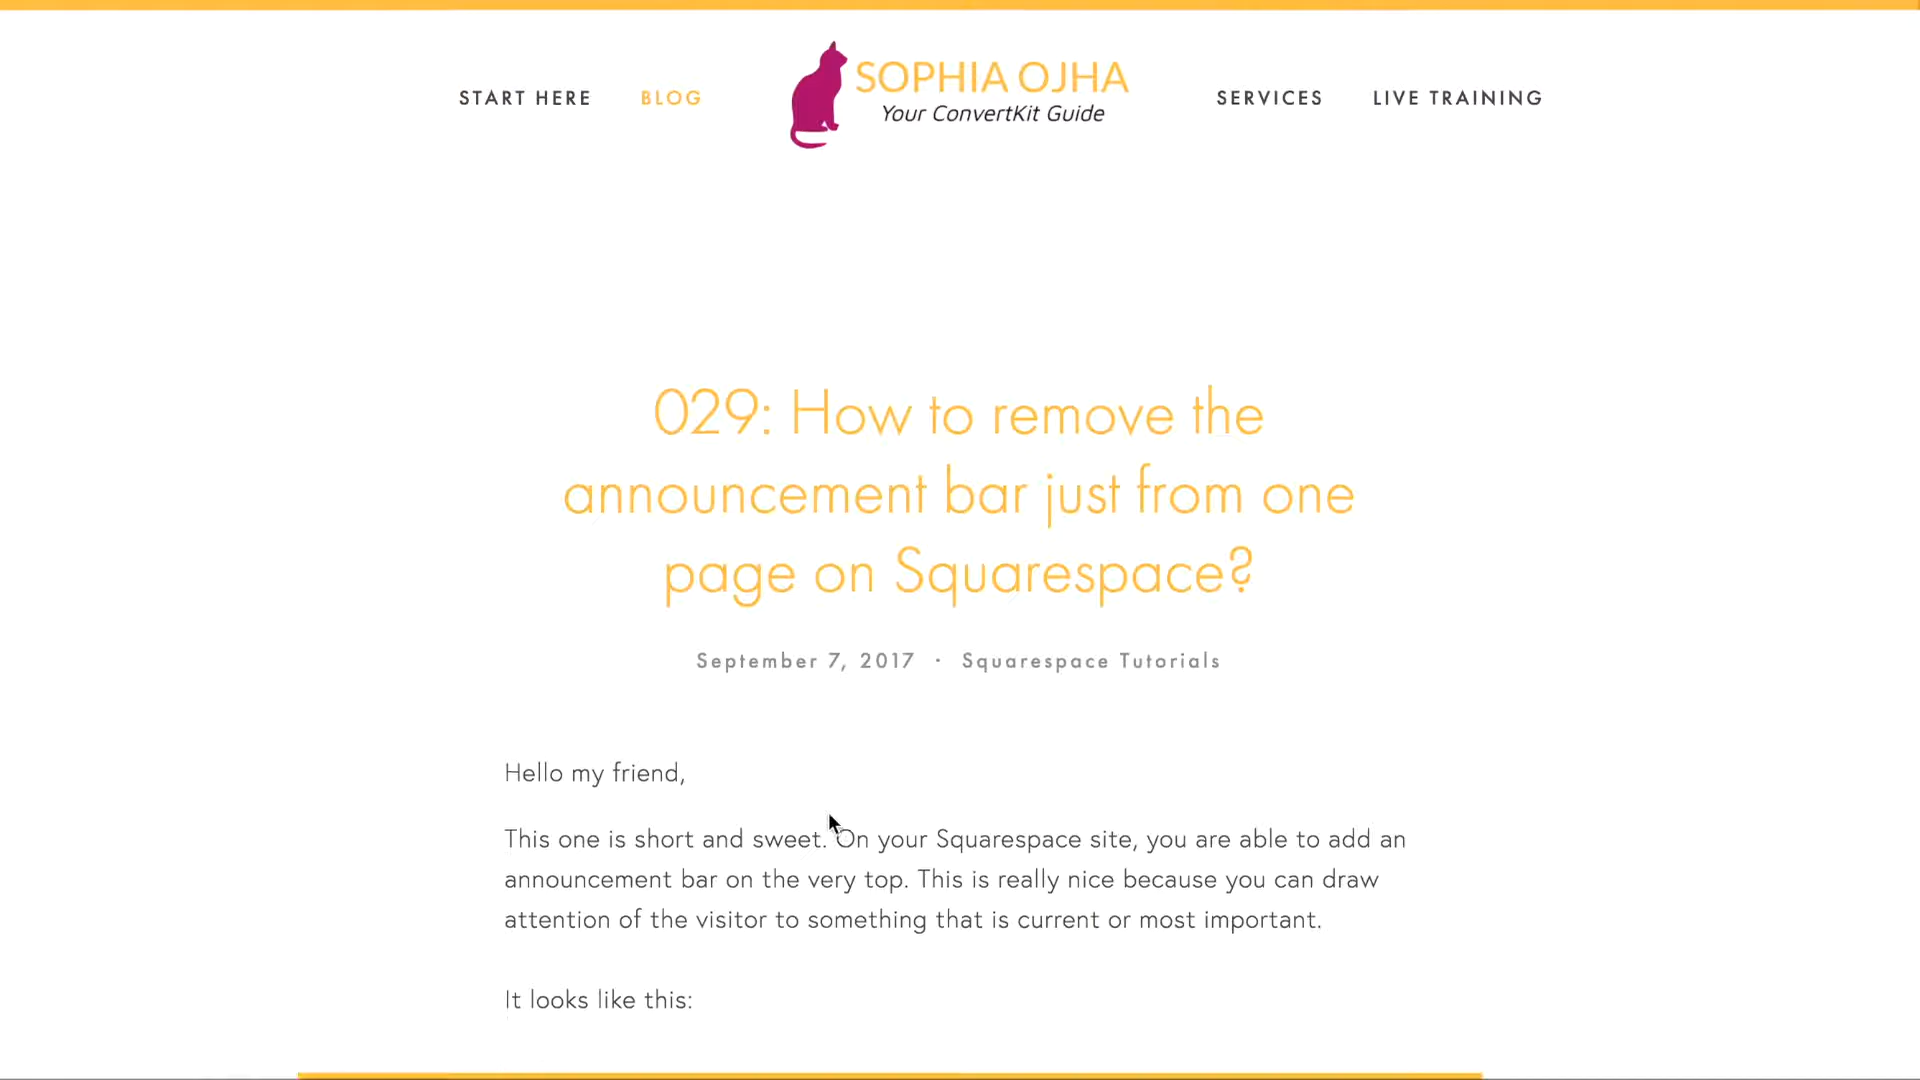 START HERE
BLOG
SOPHIA OJHA
Your ConvertKit Guide
SERVICES
LIVE TRAINING
029: How to remove the
announcement bar just from one
page on Squarespace?
September 7, 2017 · Squarespace Tutorials
Hello my friend,
This one is short and sweet. On your Squarespace site, you are able to add an
announcement bar on the very top. This is really nice because you can draw
attention of the visitor to something that is current or most important.
It looks like this: